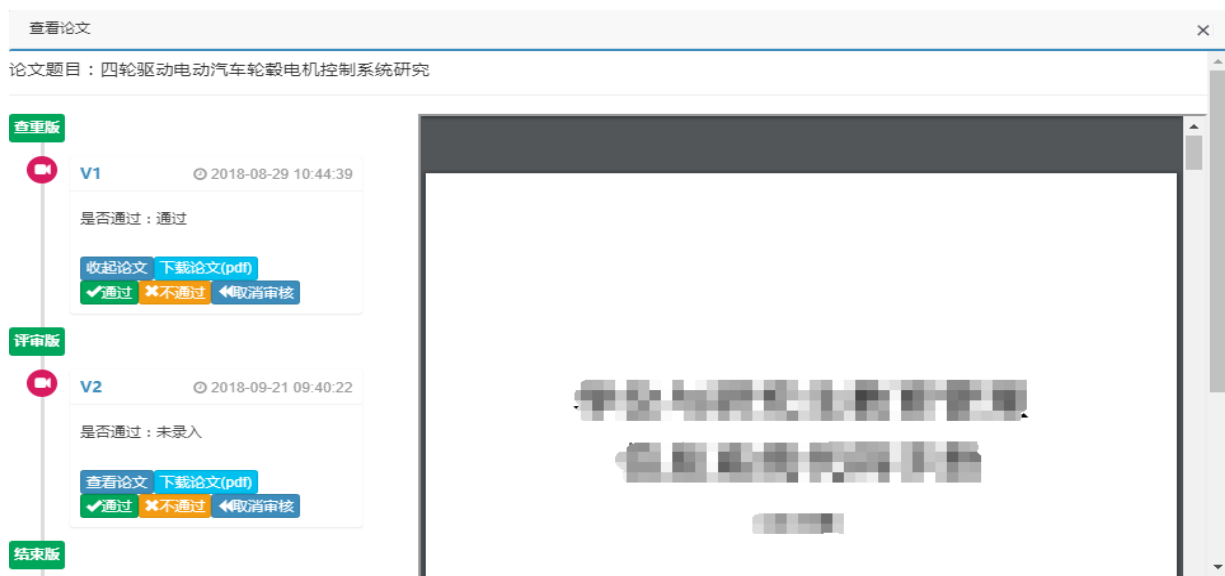 查看论文 ×
论文题目：四轮驱动电动汽车轮毂电机控制系统研究
查重版
V1 2018-08-29 10:44:39
是否通过：通过
收起论文 下载论文(pdf)
通过 不通过 取消审核
评审版
V2 2018-09-21 09:40:22
是否通过：未录入
查看论文 下载论文(pdf)
通过 不通过 取消审核
结束版